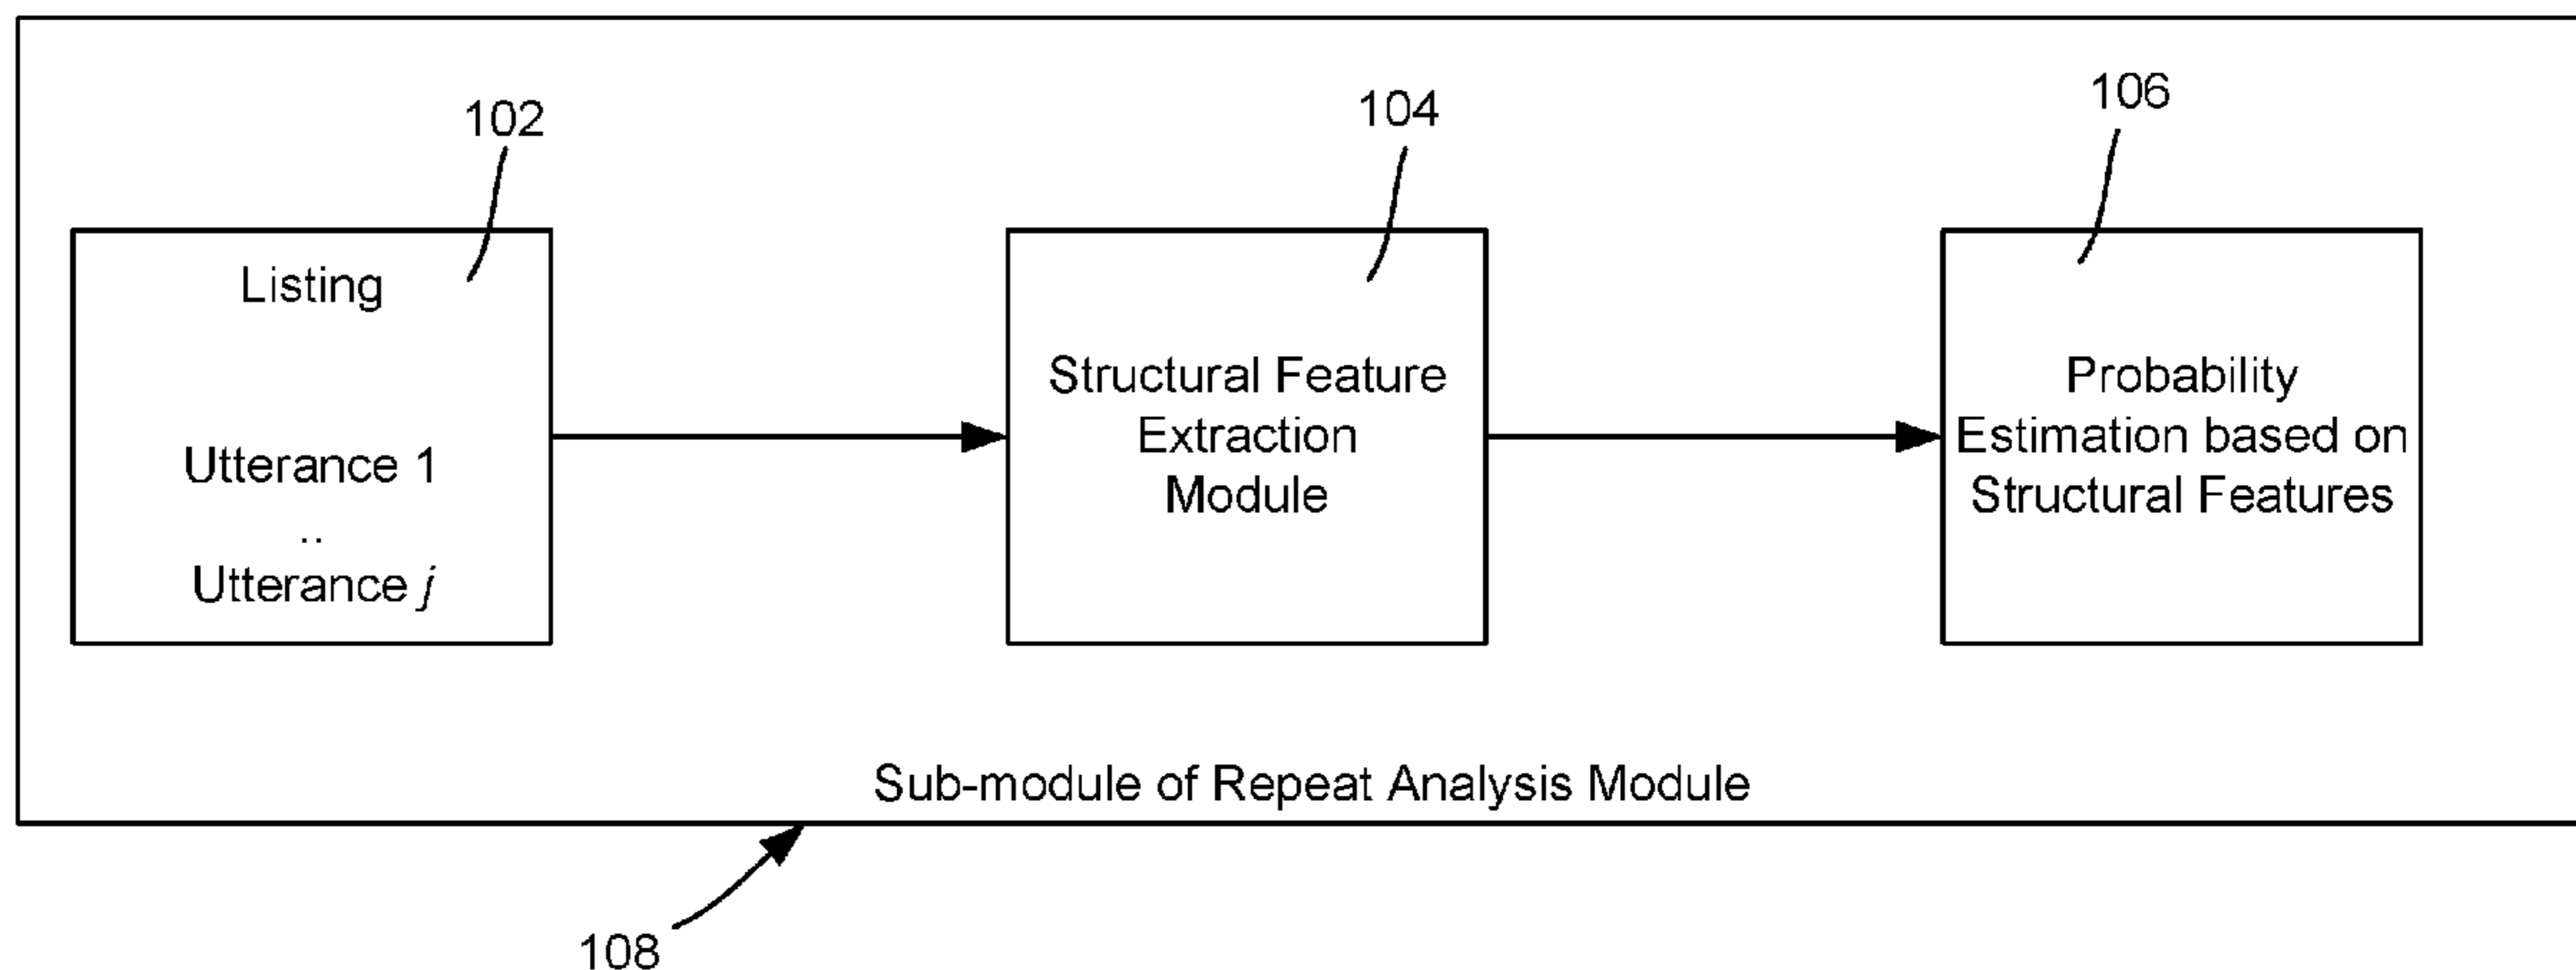 102
104
106
Listing
Utterance 1
..
Utterance j
Structural Feature
Extraction
Module
Probability
Estimation based on
Structural Features
Sub-module of Repeat Analysis Module
108